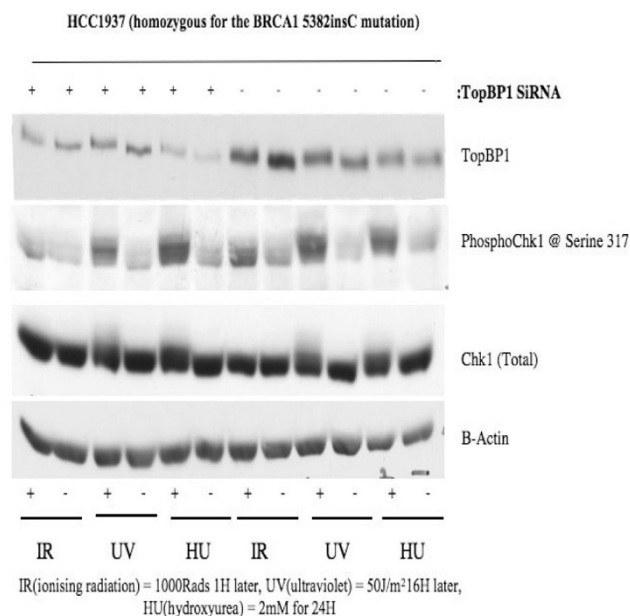 HCC1937 (homozygous for the BRCA1 5382insC mutation)
+ + + + + + - - - - - - :TopBP1 SiRNA
TopBP1
PhosphoChk1 @ Serine 317
Chk1 (Total)
B-Actin
+ - + - + - + - + - + -
IR UV HU IR UV HU
IR(ionising radiation) = 1000Rads 1H later, UV(ultraviolet) = 50J/m²16H later,
HU(hydroxyurea) = 2mM for 24H